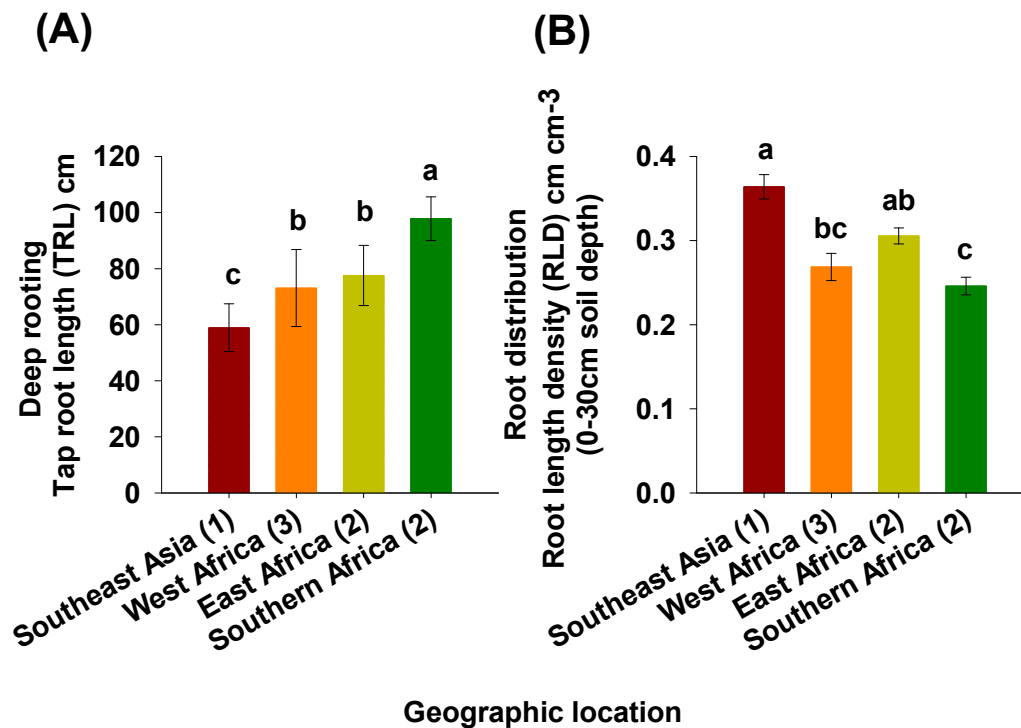 (A)
Deep rooting
Tap root length (TRL) cm
120
100
80
60
40
20
0
c
b
b
a
Southeast Asia (1)
West Africa (3)
East Africa (2)
Southern Africa (2)
(B)
Root distribution
Root length density (RLD) cm cm-3
(0-30cm soil depth)
0.4
0.3
0.2
0.1
0.0
a
bc
ab
c
Southeast Asia (1)
West Africa (3)
East Africa (2)
Southern Africa (2)
Geographic location